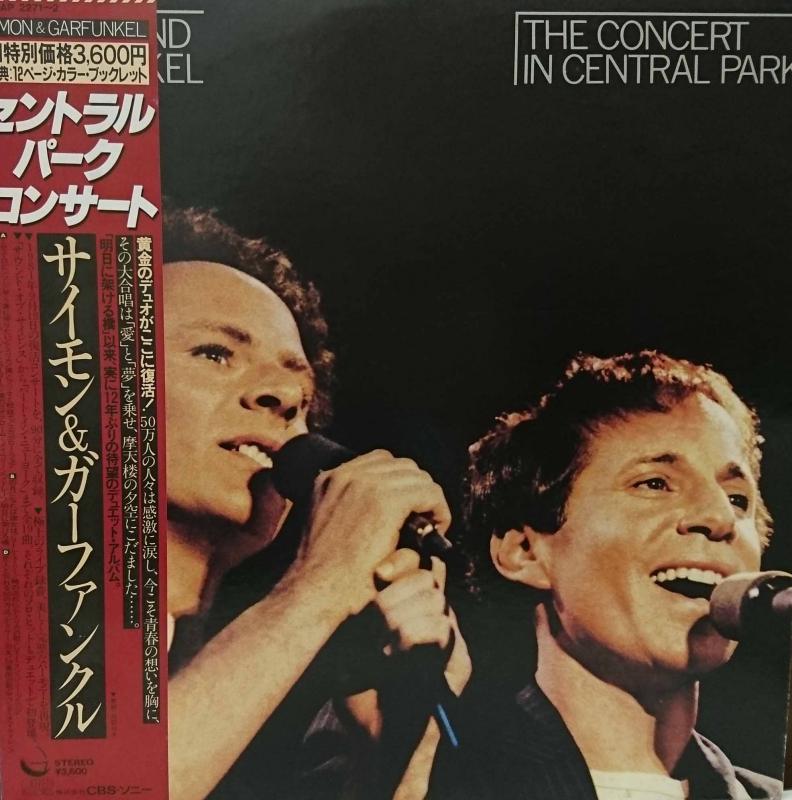 AP 2271~2
MON & GARFUNKEL
特別価格3,600円
典:12ページ・カラー・ブックレット
セントラル
パーク
コンサート
ND
KEL
THE CONCERT
IN CENTRAL PARK
黄金のデュオがここに復活! 50万人の人々は感激に涙し、今こそ青春の想いを胸に、
その大合唱は「愛」と「夢」を乗せ、摩天楼の夕空にこだました……。
「明日に架ける橋」以来、実に12年ぶりの待望のデュエット・アルバム。
サイモン&ガーファンクル
STEREO
¥3,600
CBS・ソニー